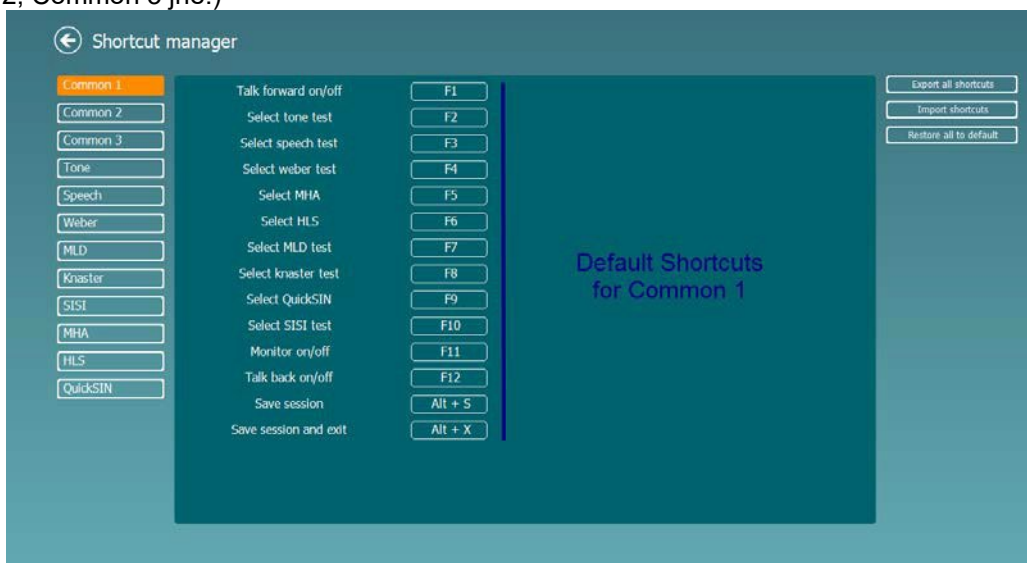 2, Common 3 jne.)
Shortcut manager
Common 1
Common 2
Common 3
Tone
Speech
Weber
MLD
Knaster
SISI
MHA
HLS
QuickSIN
Talk forward on/off F1
Select tone test F2
Select speech test F3
Select weber test F4
Select MHA F5
Select HLS F6
Select MLD test F7
Select knaster test F8
Select QuickSIN F9
Select SISI test F10
Monitor on/off F11
Talk back on/off F12
Save session Alt + S
Save session and exit Alt + X
Default Shortcuts
for Common 1
Export all shortcuts
Import shortcuts
Restore all to default